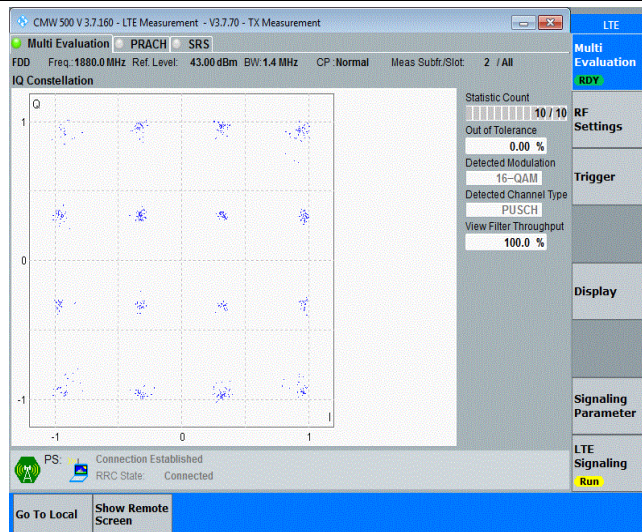 CMW 500 V 3.7.160 - LTE Measurement - V3.7.70 - TX Measurement
LTE
Multi Evaluation PRACH SRS
Multi
Evaluation
RDY
FDD Freq.: 1880.0 MHz Ref. Level: 43.00 dBm BW: 1.4 MHz CP : Normal Meas Subfr./Slot: 2 / All
IQ Constellation
Q
1
0
-1
I
-1 0 1
Statistic Count
10 / 10
Out of Tolerance
0.00 %
Detected Modulation
16-QAM
Detected Channel Type
PUSCH
View Filter Throughput
100.0 %
RF
Settings
Trigger
Display
Signaling
Parameter
LTE
Signaling
Run
PS: Connection Established
RRC State: Connected
Go To Local
Show Remote
Screen